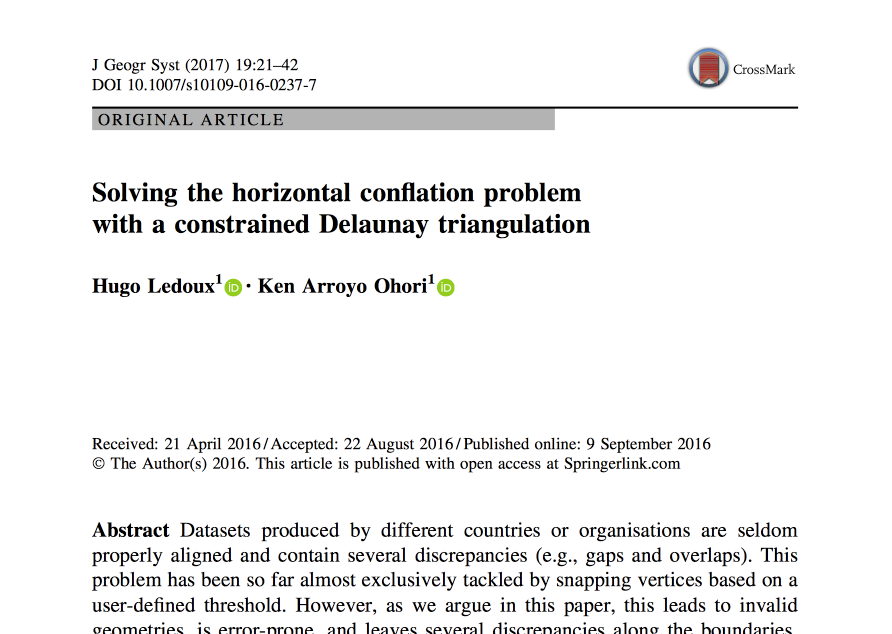 J Geogr Syst (2017) 19:21–42
DOI 10.1007/s10109-016-0237-7
CrossMark
ORIGINAL ARTICLE
Solving the horizontal conflation problem
with a constrained Delaunay triangulation
Hugo Ledoux1 iD · Ken Arroyo Ohori1 iD
Received: 21 April 2016 / Accepted: 22 August 2016 / Published online: 9 September 2016
© The Author(s) 2016. This article is published with open access at Springerlink.com
Abstract Datasets produced by different countries or organisations are seldom
properly aligned and contain several discrepancies (e.g., gaps and overlaps). This
problem has been so far almost exclusively tackled by snapping vertices based on a
user-defined threshold. However, as we argue in this paper, this leads to invalid
geometries, is error-prone, and leaves several discrepancies along the boundaries.